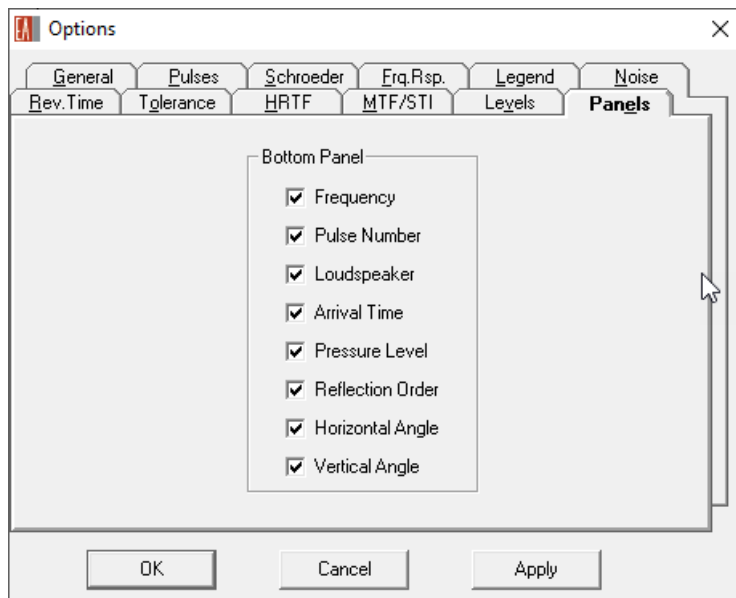 EA Options
General Pulses Schroeder Frq.Rsp. Legend Noise
Rev.Time Tolerance HRTF MTF/STI Levels Panels
Bottom Panel
Frequency
Pulse Number
Loudspeaker
Arrival Time
Pressure Level
Reflection Order
Horizontal Angle
Vertical Angle
OK Cancel Apply